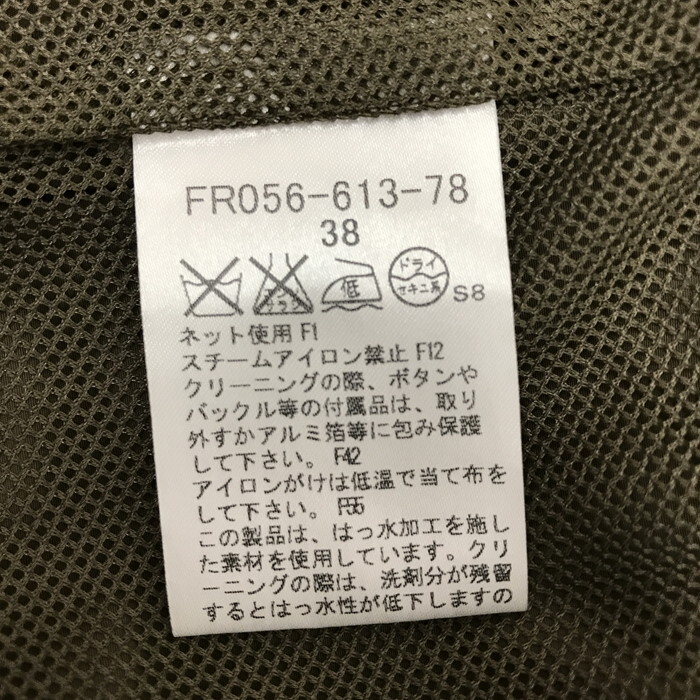 FR056-613-78
38
エンソ サラシ 低 ドライ セキユ系 S8
ネット使用 F1
スチームアイロン禁止 F12
クリーニングの際、ボタンや
バックル等の付属品は、取り
外すかアルミ箔等に包み保護
して下さい。 F42
アイロンがけは低温で当て布を
して下さい。 F55
この製品は、はっ水加工を施し
た素材を使用しています。クリ
ーニングの際は、洗剤分が残留
するとはっ水性が低下しますの